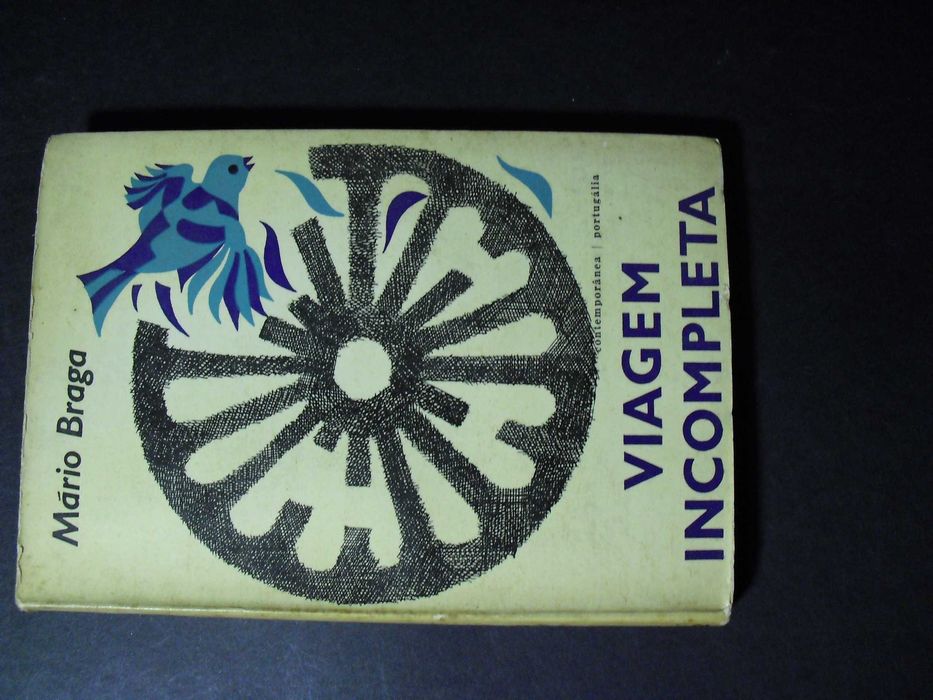 Mário Braga
contemporânea | portugália
VIAGEM
INCOMPLETA